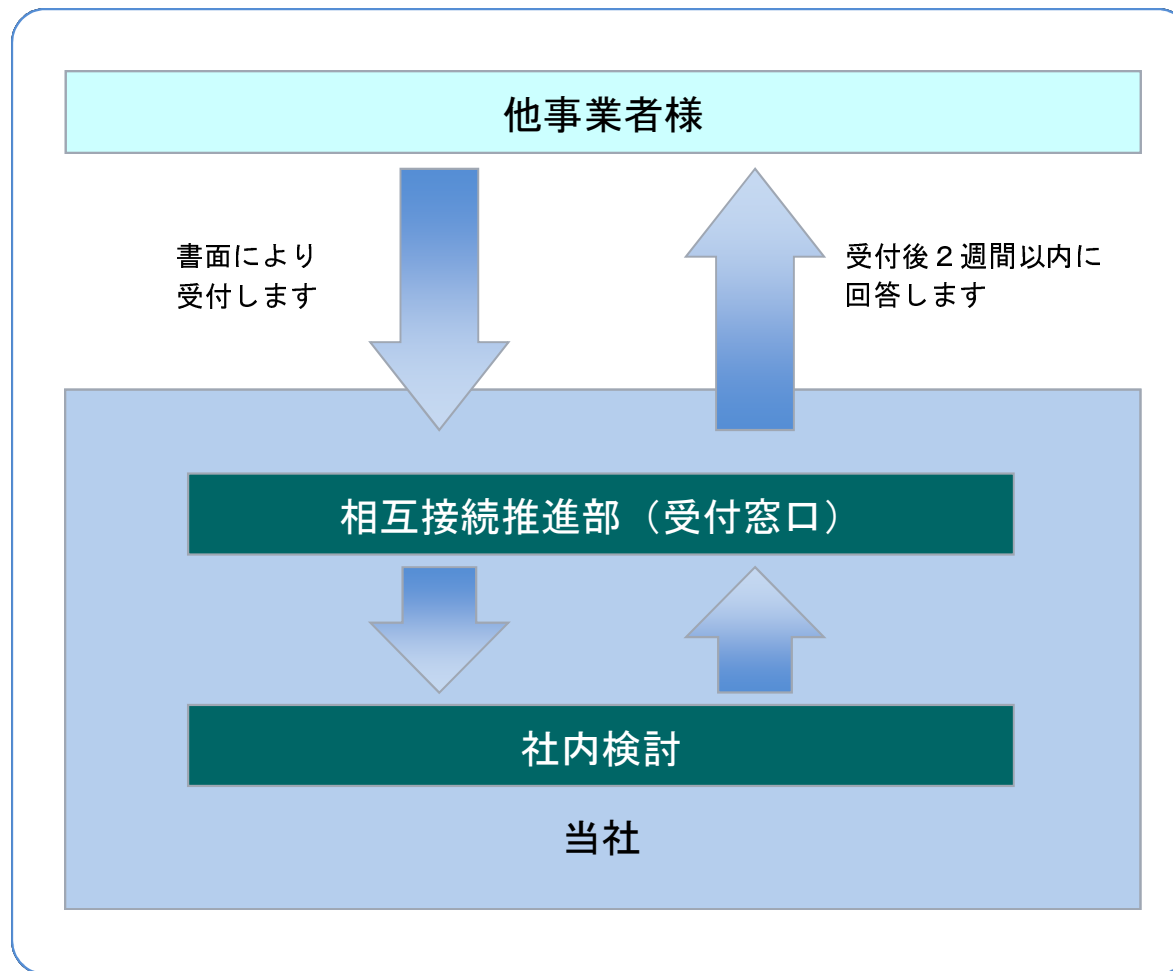 他事業者様
書面により
受付します
受付後２週間以内に
回答します
相互接続推進部（受付窓口）
社内検討
当社